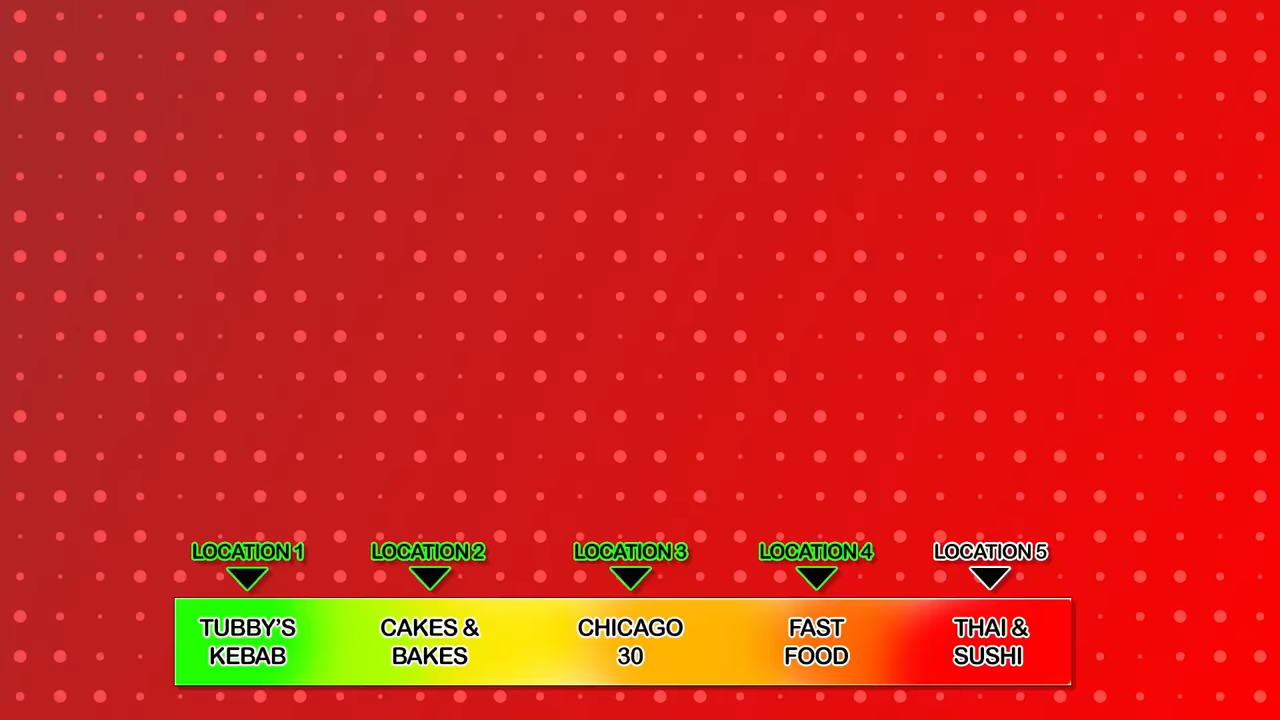 LOCATION 1
LOCATION 2
LOCATION 3
LOCATION 4
LOCATION 5
TUBBY'S
KEBAB
CAKES &
BAKES
CHICAGO
30
FAST
FOOD
THAI &
SUSHI